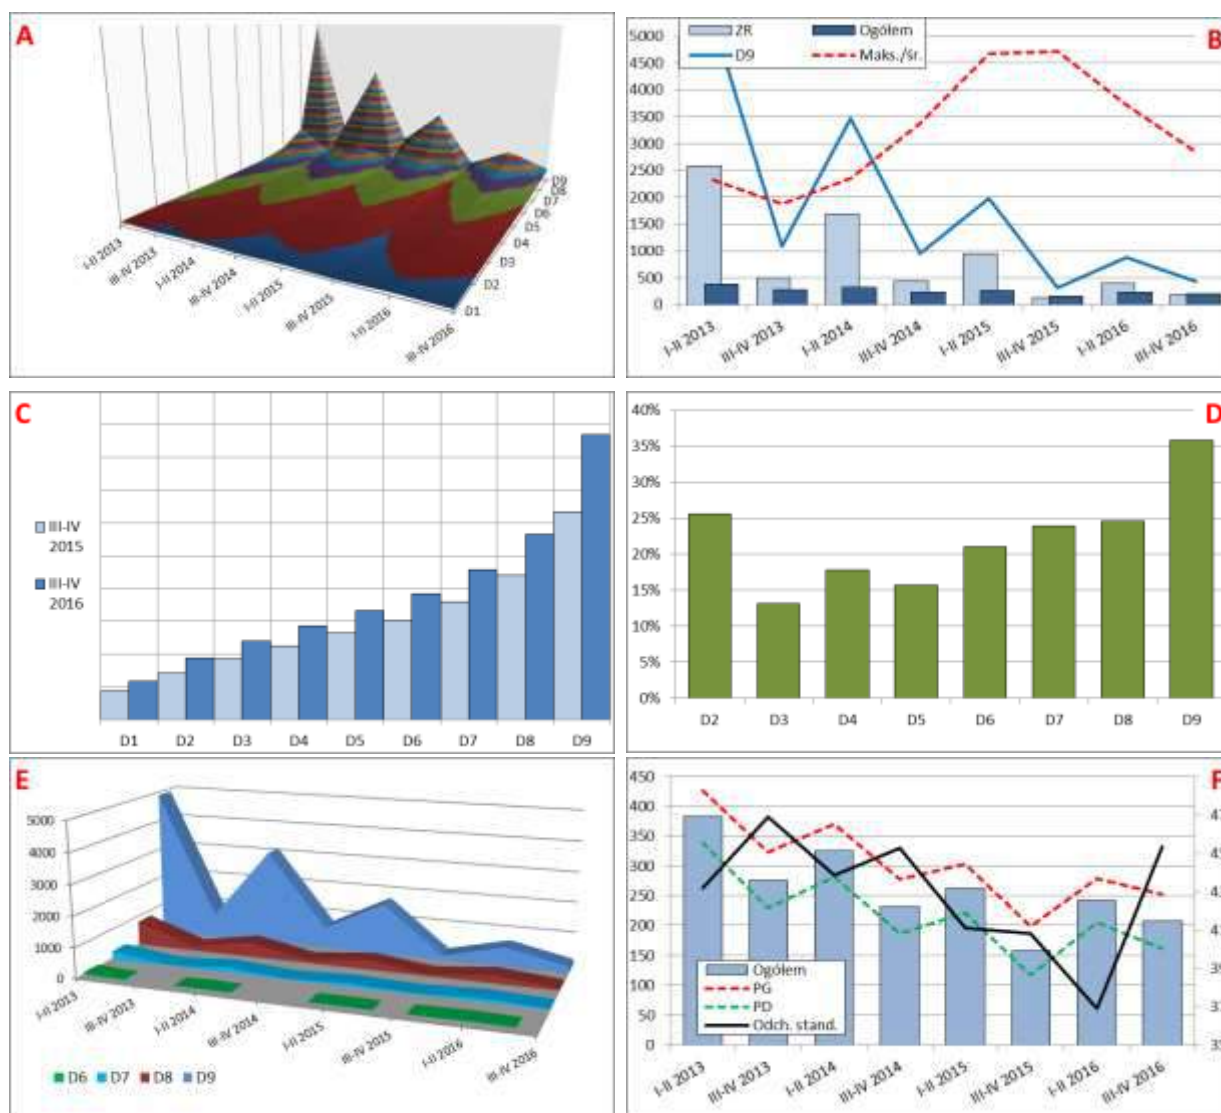 A
I-II 2013
III-IV 2013
I-II 2014
III-IV 2014
I-II 2015
III-IV 2015
I-II 2016
III-IV 2016
D1
D2
D3
D4
D5
D6
D7
D8
D9
B
ZR
Ogółem
D9
Maks./śr.
5000
4500
4000
3500
3000
2500
2000
1500
1000
500
0
I-II 2013
III-IV 2013
I-II 2014
III-IV 2014
I-II 2015
III-IV 2015
I-II 2016
III-IV 2016
C
III-IV
2015
III-IV
2016
D1 D2 D3 D4 D5 D6 D7 D8 D9
D
40%
35%
30%
25%
20%
15%
10%
5%
0%
D2 D3 D4 D5 D6 D7 D8 D9
E
5000
4000
3000
2000
1000
0
I-II 2013
III-IV 2013
I-II 2014
III-IV 2014
I-II 2015
III-IV 2015
I-II 2016
III-IV 2016
D6 D7 D8 D9
F
450
400
350
300
250
200
150
100
50
0
Ogółem
PG
PD
Odch. stand.
I-II 2013
III-IV 2013
I-II 2014
III-IV 2014
I-II 2015
III-IV 2015
I-II 2016
III-IV 2016